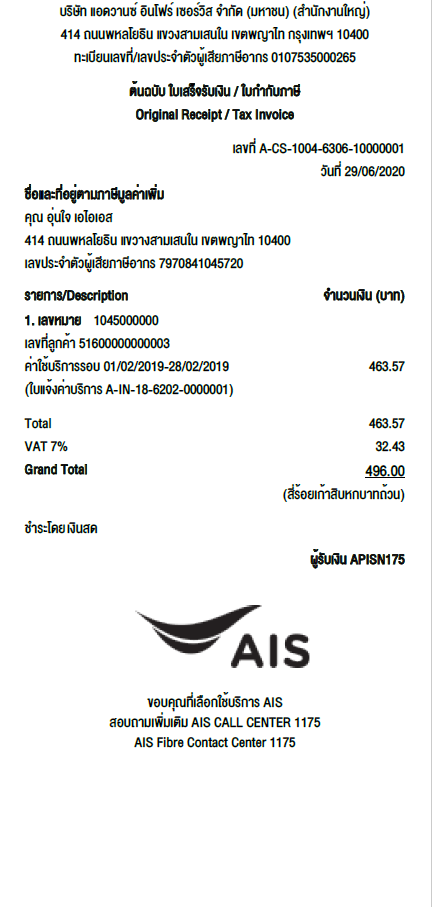 บริษัท แอดวานซ์ อินโฟร์ เซอร์วิส จำกัด (มหาชน) (สำนักงานใหญ่)
414 ถนนพหลโยธิน แขวงสามเสนใน เขตพญาไท กรุงเทพฯ 10400
ทะเบียนเลขที่/เลขประจำตัวผู้เสียภาษีอากร 0107535000265
ต้นฉบับ ใบเสร็จรับเงิน / ใบกำกับภาษี
Original Receipt / Tax Invoice
เลขที่ A-CS-1004-6306-10000001
วันที่ 29/06/2020
ชื่อและที่อยู่ตามภาษีมูลค่าเพิ่ม
คุณ อุ่นใจ เอไอเอส
414 ถนนพหลโยธิน แขวงสามเสนใน เขตพญาไท 10400
เลขประจำตัวผู้เสียภาษีอากร 7970841045720
รายการ/Description จำนวนเงิน (บาท)
1. เลขหมาย 1045000000
เลขที่ลูกค้า 51600000000003
ค่าใช้บริการรอบ 01/02/2019-28/02/2019 463.57
(ใบแจ้งค่าบริการ A-IN-18-6202-0000001)
Total 463.57
VAT 7% 32.43
Grand Total 496.00
(สี่ร้อยเก้าสิบหกบาทถ้วน)
ชำระโดย เงินสด
ผู้รับเงิน APISN175
AIS
ขอบคุณที่เลือกใช้บริการ AIS
สอบถามเพิ่มเติม AIS CALL CENTER 1175
AIS Fibre Contact Center 1175